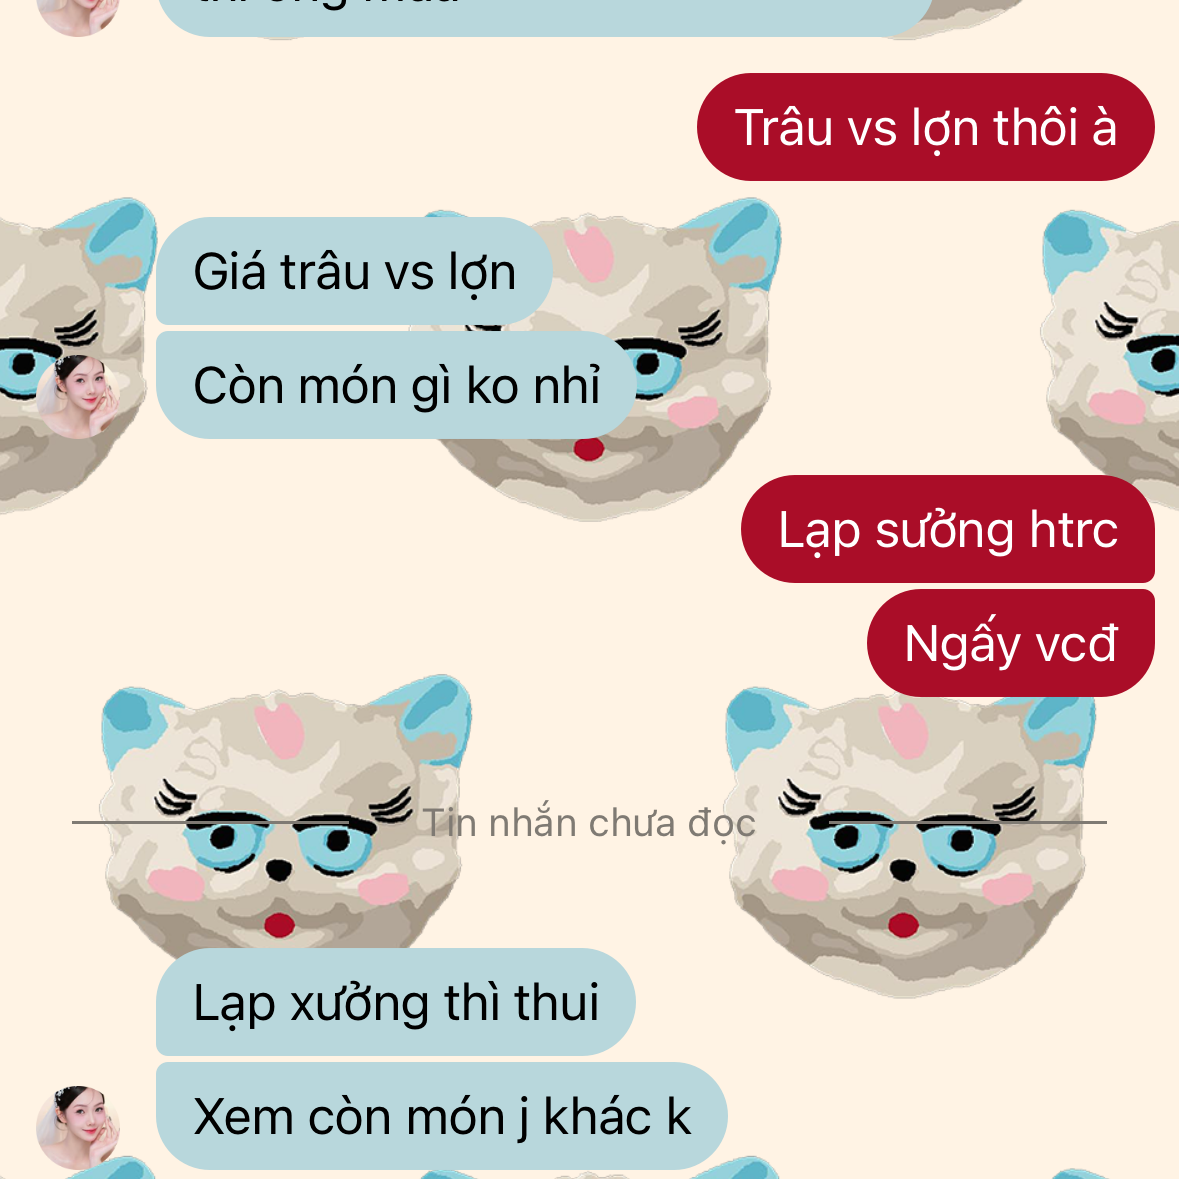 Trâu vs lợn thôi à
Giá trâu vs lợn
Còn món gì ko nhỉ
Lạp sưởng htrc
Ngấy vcđ
Tin nhắn chưa đọc
Lạp xưởng thì thui
Xem còn món j khác k